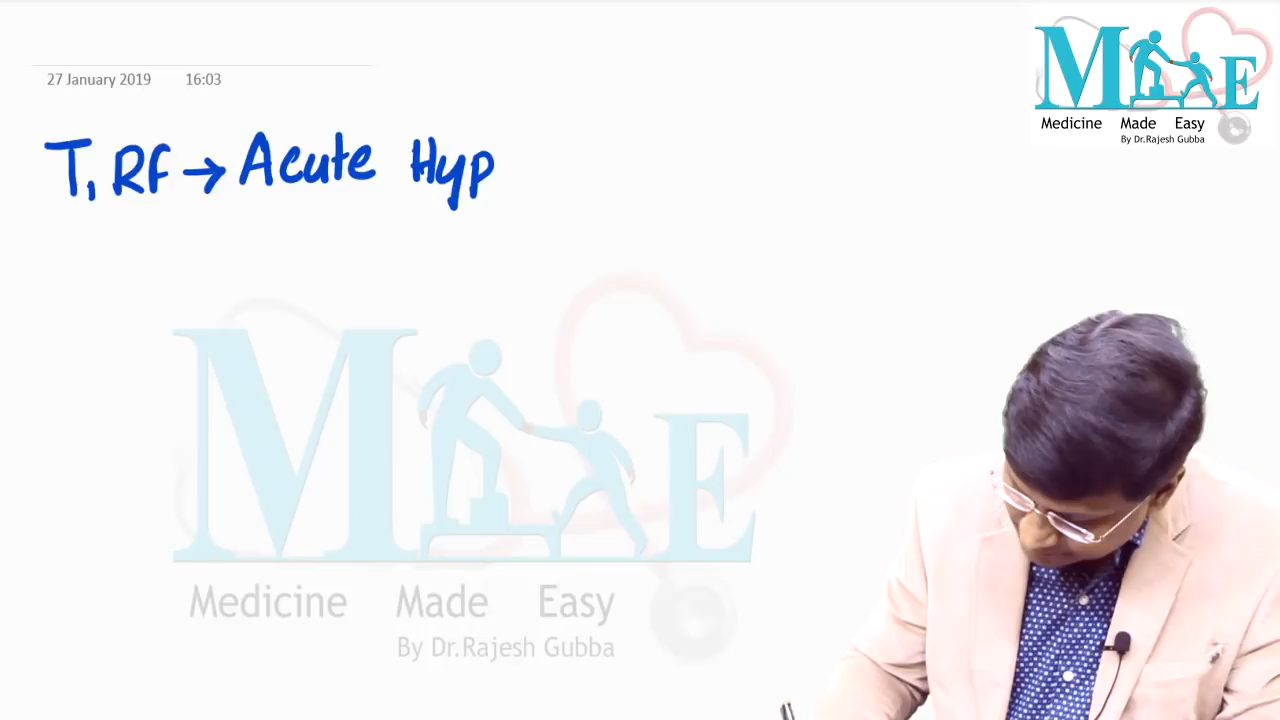 27 January 2019 16:03
M E
Medicine Made Easy
By Dr.Rajesh Gubba
T, RF → Acute Hyp
M E
Medicine Made Easy
By Dr.Rajesh Gubba